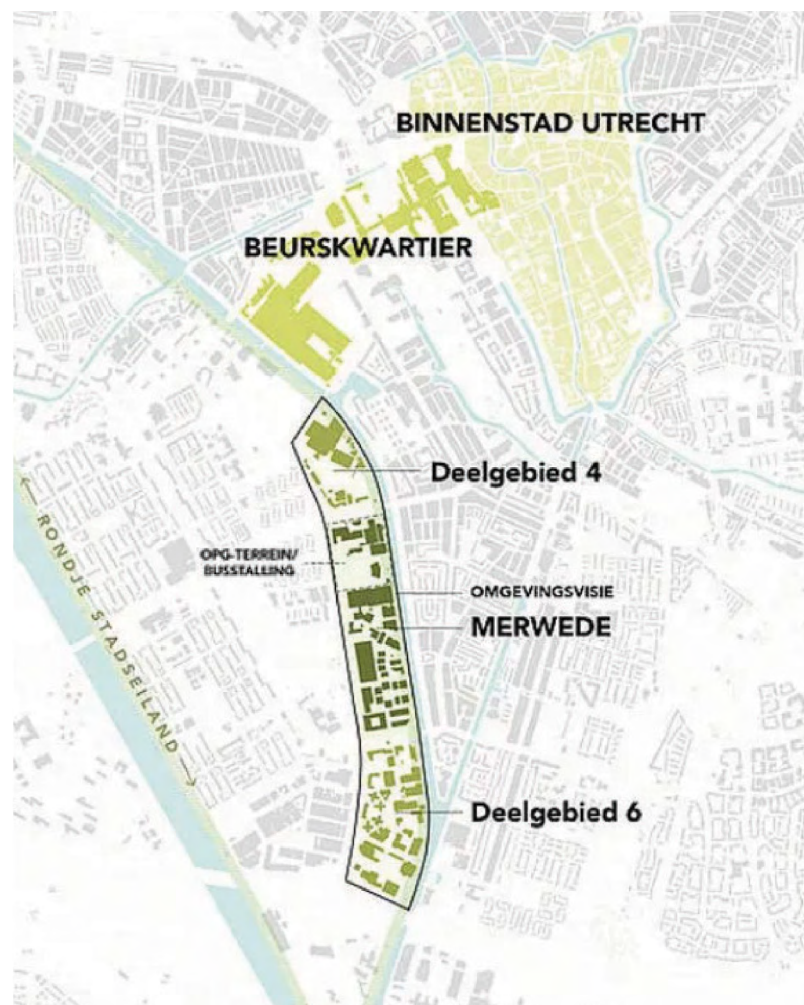 BINNENSTAD UTRECHT
BEURSKWARTIER
Deelgebied 4
OPG-TERREIN/
BUSSTALLING
OMGEVINGSVISIE
MERWEDE
RONDJE STADSEILAND
Deelgebied 6